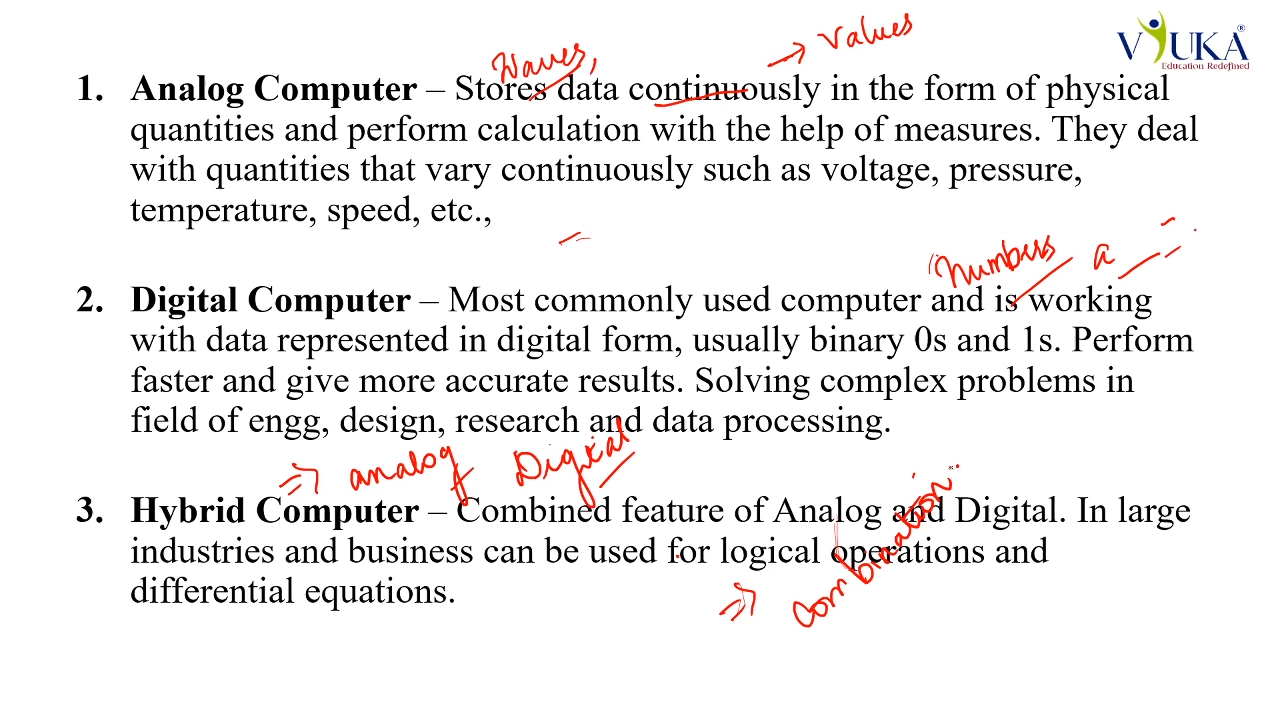 VYUKA®
Education Redefined
Waves,
→ Values
1. Analog Computer – Stores data continuously in the form of physical
quantities and perform calculation with the help of measures. They deal
with quantities that vary continuously such as voltage, pressure,
temperature, speed, etc.,
Numbers a
2. Digital Computer – Most commonly used computer and is working
with data represented in digital form, usually binary 0s and 1s. Perform
faster and give more accurate results. Solving complex problems in
field of engg, design, research and data processing.
⇒ analog Digital
3. Hybrid Computer – Combined feature of Analog and Digital. In large
industries and business can be used for logical operations and
differential equations.
⇒ Combination